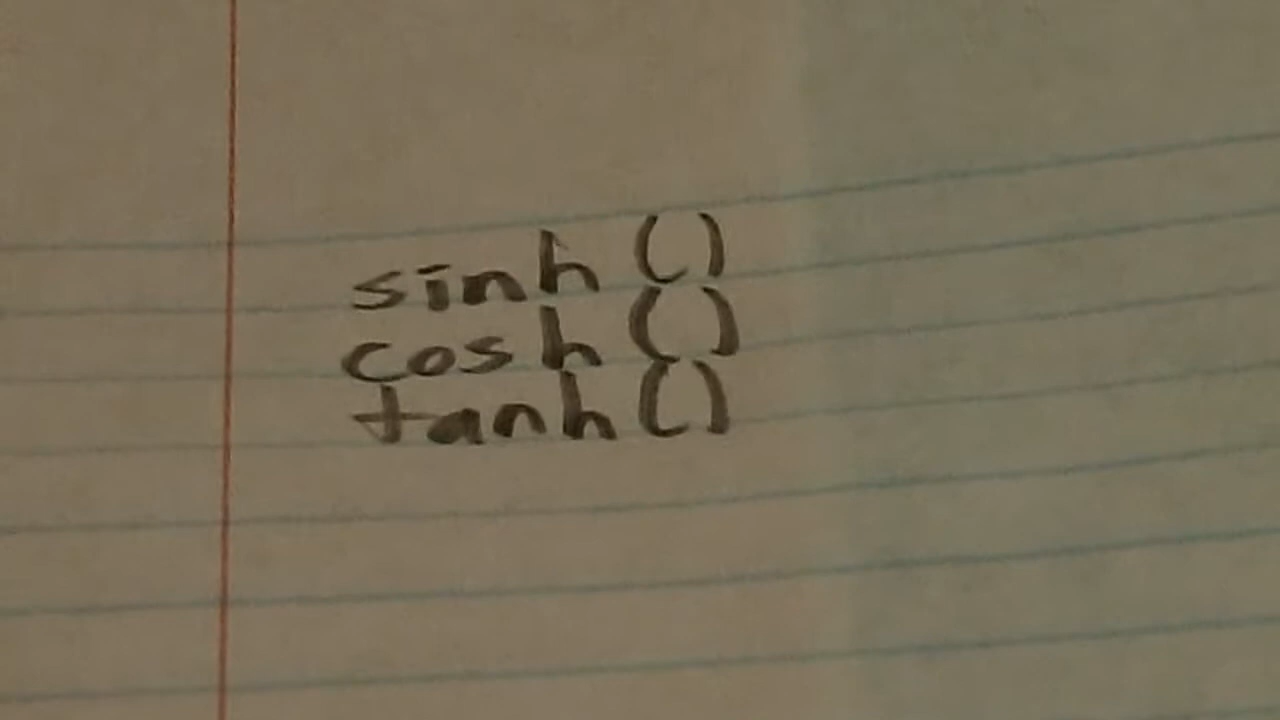 sinh ()
cosh ()
tanh ()